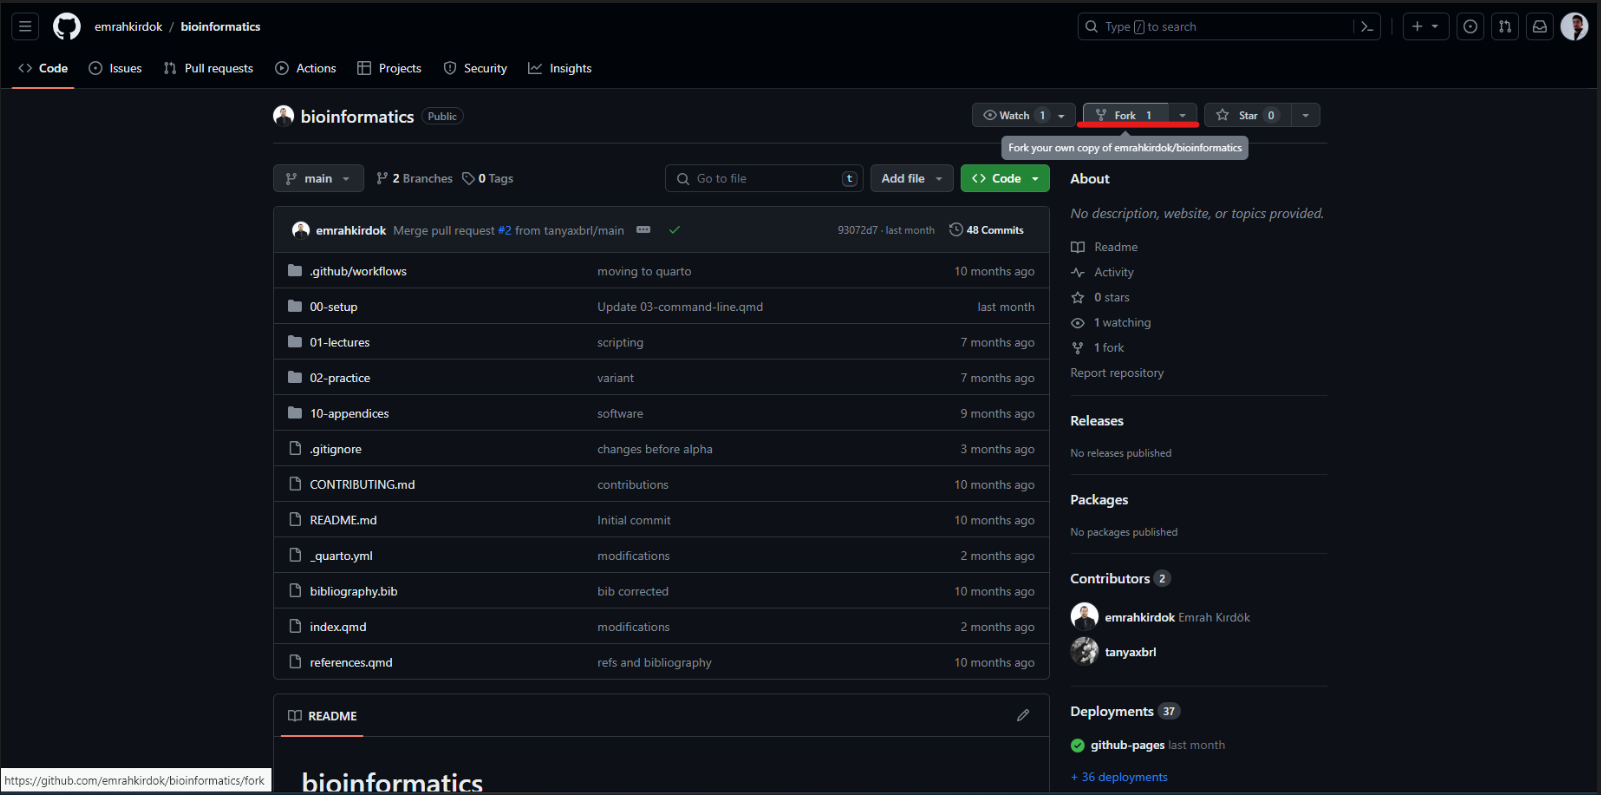 emrahkirdok / bioinformatics
Type / to search
Code Issues Pull requests Actions Projects Security Insights
bioinformatics Public
Watch 1 Fork 1 Star 0
Fork your own copy of emrahkirdok/bioinformatics
main 2 Branches 0 Tags Go to file t Add file Code
emrahkirdok Merge pull request #2 from tanyaxbrl/main 93072d7 · last month 48 Commits
.github/workflows moving to quarto 10 months ago
00-setup Update 03-command-line.qmd last month
01-lectures scripting 7 months ago
02-practice variant 7 months ago
10-appendices software 9 months ago
.gitignore changes before alpha 3 months ago
CONTRIBUTING.md contributions 10 months ago
README.md Initial commit 10 months ago
_quarto.yml modifications 2 months ago
bibliography.bib bib corrected 10 months ago
index.qmd modifications 2 months ago
references.qmd refs and bibliography 10 months ago
README
bioinformatics
About
No description, website, or topics provided.
Readme
Activity
0 stars
1 watching
1 fork
Report repository
Releases
No releases published
Packages
No packages published
Contributors 2
emrahkirdok Emrah Kırdök
tanyaxbrl
Deployments 37
github-pages last month
+ 36 deployments
https://github.com/emrahkirdok/bioinformatics/fork